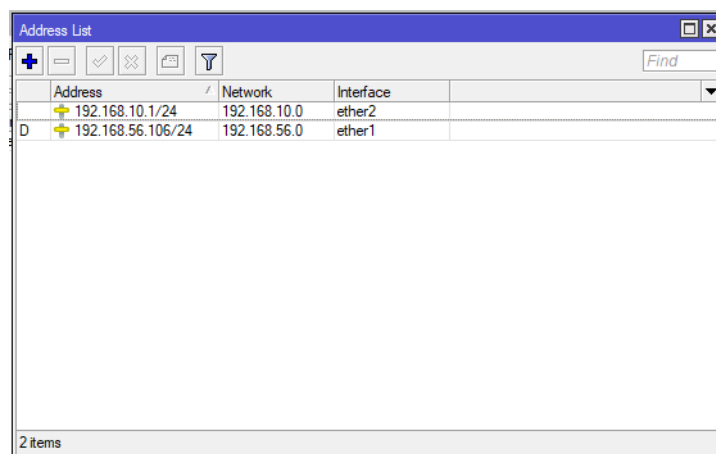 Address List
Find
Address Network Interface
192.168.10.1/24 192.168.10.0 ether2
D 192.168.56.106/24 192.168.56.0 ether1
2 items